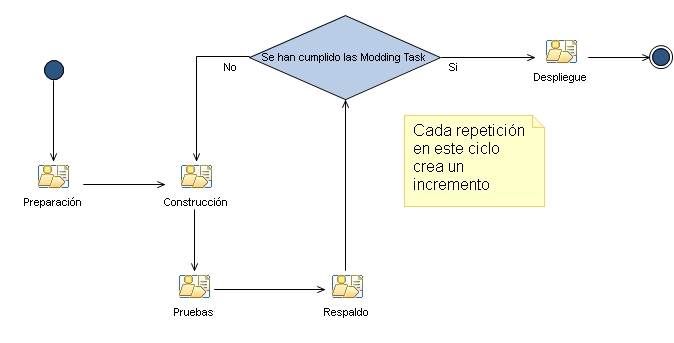 Se han cumplido las Modding Task
No
Si
Despliegue
Cada repetición
en este ciclo
crea un
incremento
Preparación
Construcción
Pruebas
Respaldo